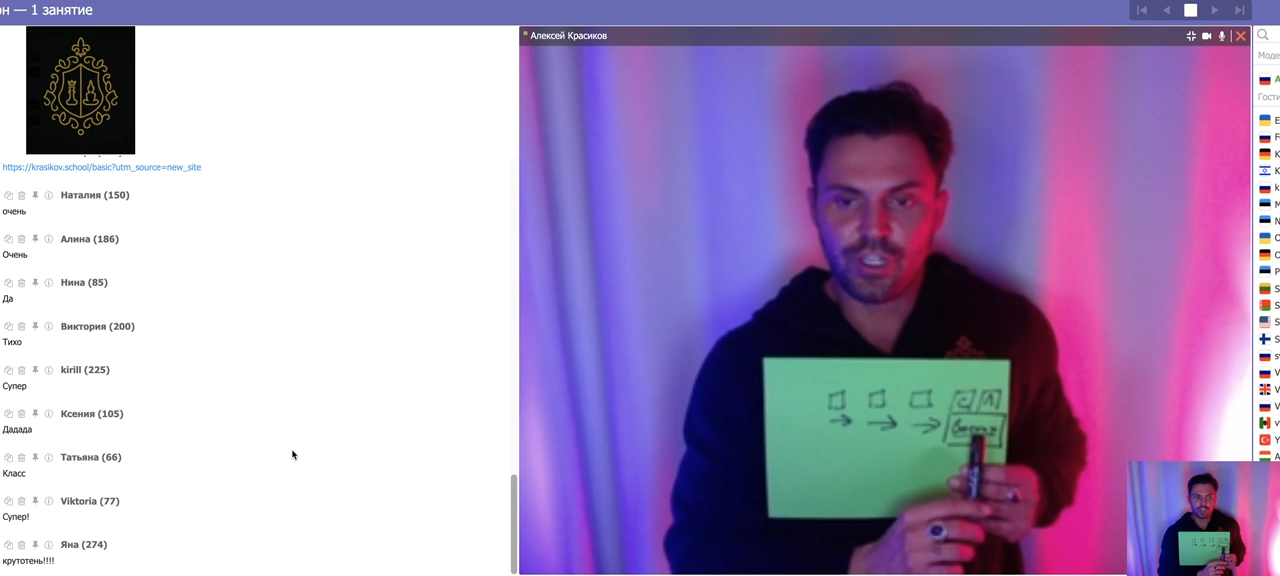 он — 1 занятие
Алексей Красиков
https://krasikov.school/basic?utm_source=new_site
Наталия (150)
очень
Алина (186)
Очень
Нина (85)
Да
Виктория (200)
Тихо
kirill (225)
Супер
Ксения (105)
Дадада
Татьяна (66)
Класс
Viktoria (77)
Супер!
Яна (274)
крутотень!!!!
Моде
Гости